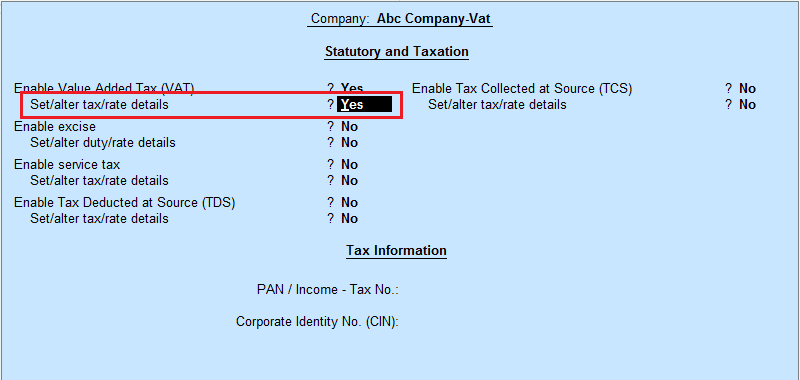 Company: Abc Company-Vat
Statutory and Taxation
Enable Value Added Tax (VAT) ? Yes Enable Tax Collected at Source (TCS) ? No
Set/alter tax/rate details ? Yes Set/alter tax/rate details ? No
Enable excise ? No
Set/alter duty/rate details ? No
Enable service tax ? No
Set/alter tax/rate details ? No
Enable Tax Deducted at Source (TDS) ? No
Set/alter tax/rate details ? No
Tax Information
PAN / Income - Tax No.:
Corporate Identity No. (CIN):